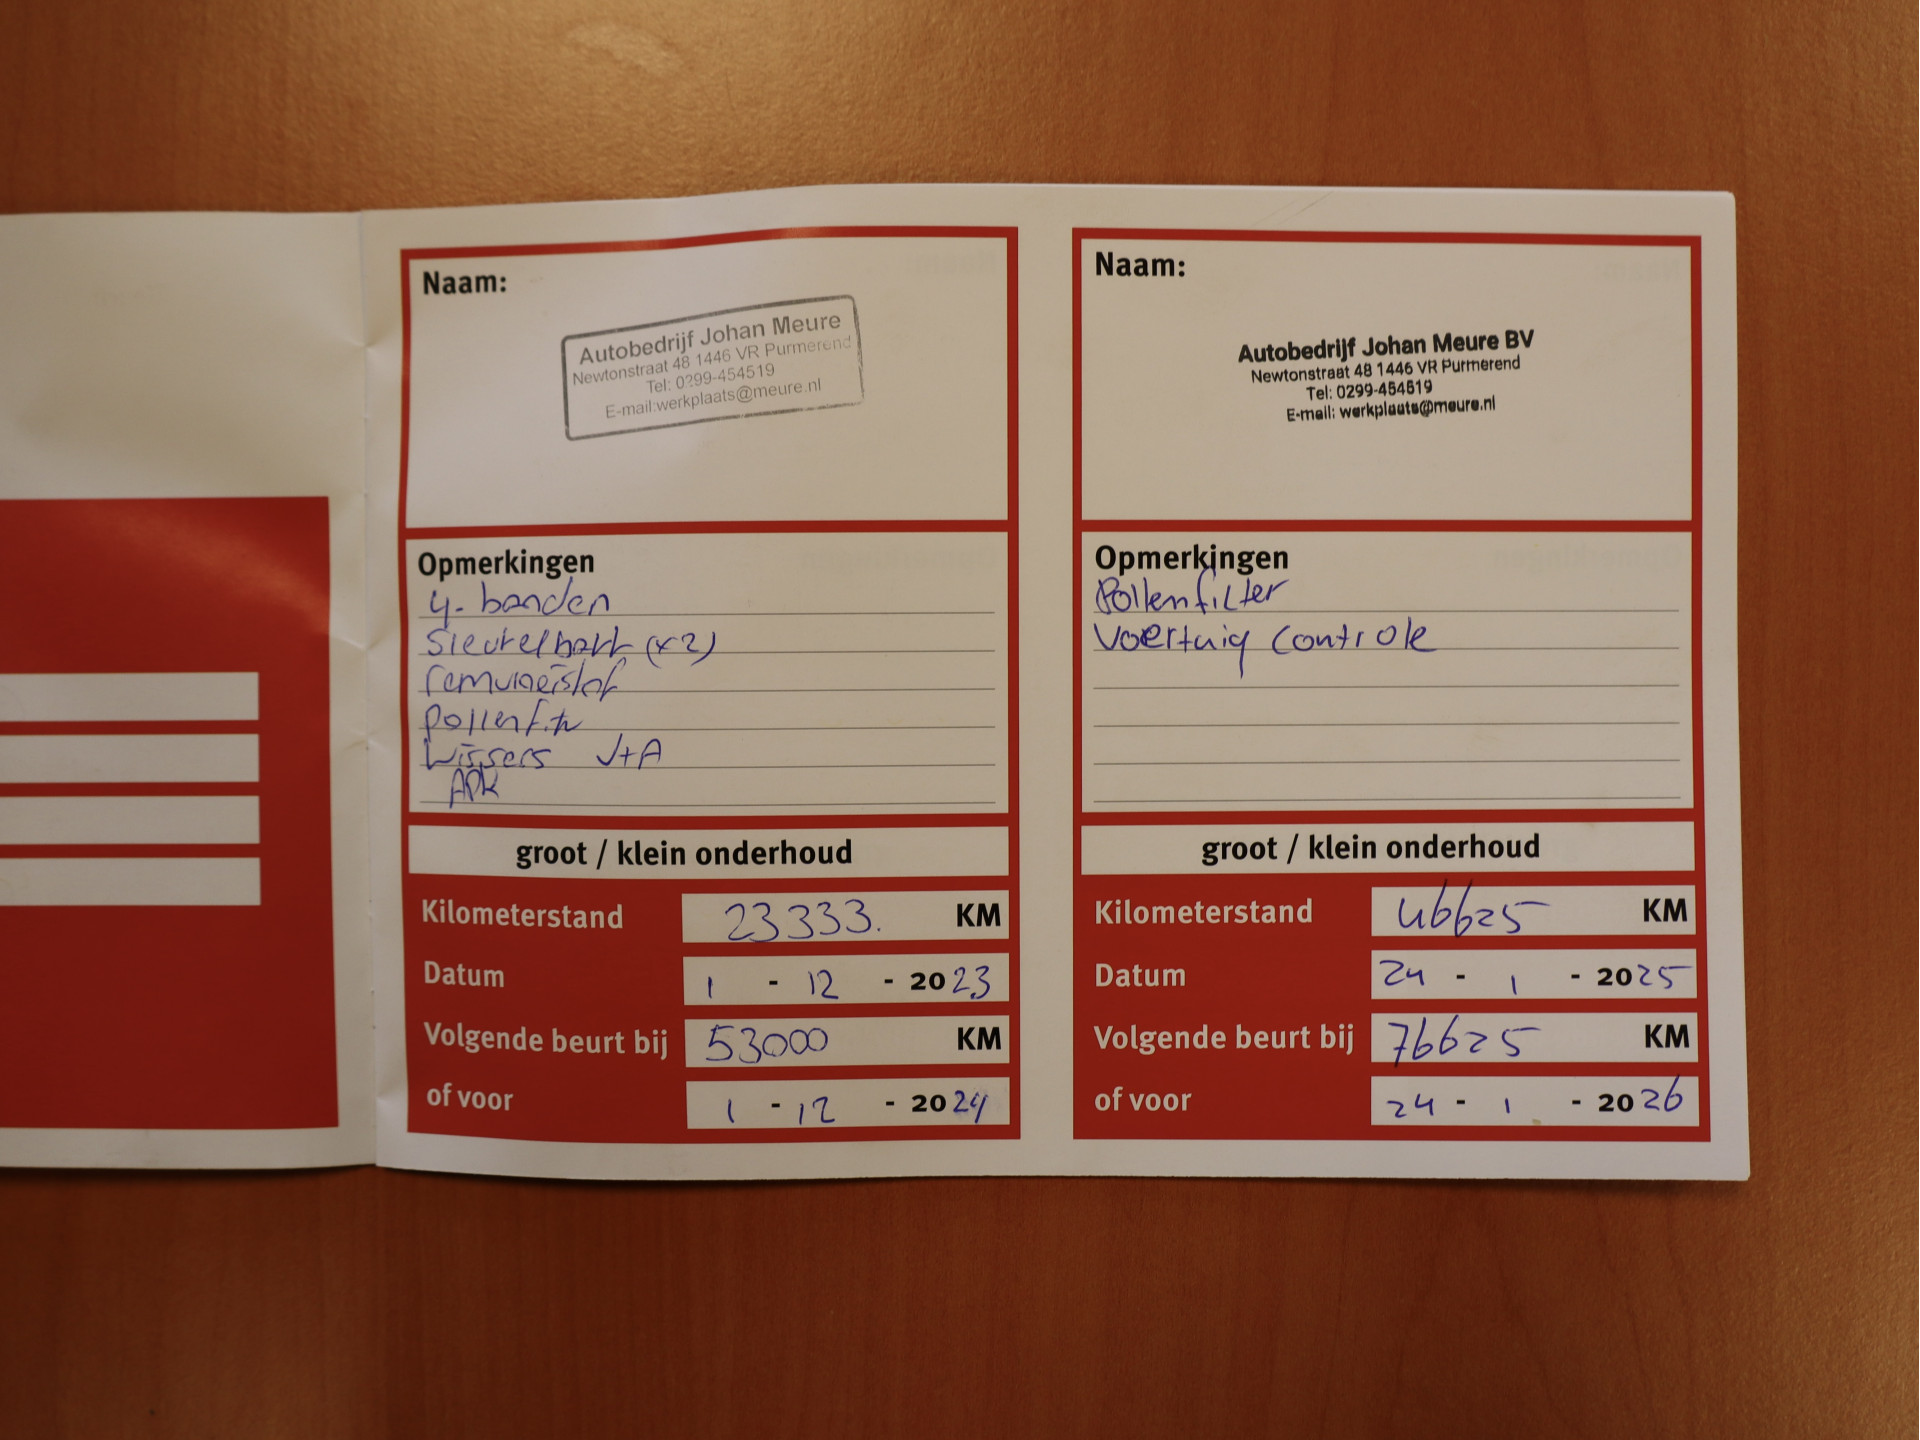 Naam:
Autobedrijf Johan Meure
Newtonstraat 48 1446 VR Purmerend
Tel: 0299-454519
E-mail:werkplaats@meure.nl
Opmerkingen
4. banden
Sleutelbatt (x2)
remvloeistof
pollenfilt
Wissers V+A
APK
groot / klein onderhoud
Kilometerstand 23333. KM
Datum 1 - 12 - 2023
Volgende beurt bij 53000 KM
of voor 1 - 12 - 2024
Naam:
Autobedrijf Johan Meure BV
Newtonstraat 48 1446 VR Purmerend
Tel: 0299-454519
E-mail: werkplaats@meure.nl
Opmerkingen
Pollenfilter
Voertuig controle
groot / klein onderhoud
Kilometerstand 46625 KM
Datum 24 - 1 - 2025
Volgende beurt bij 76625 KM
of voor 24 - 1 - 2026